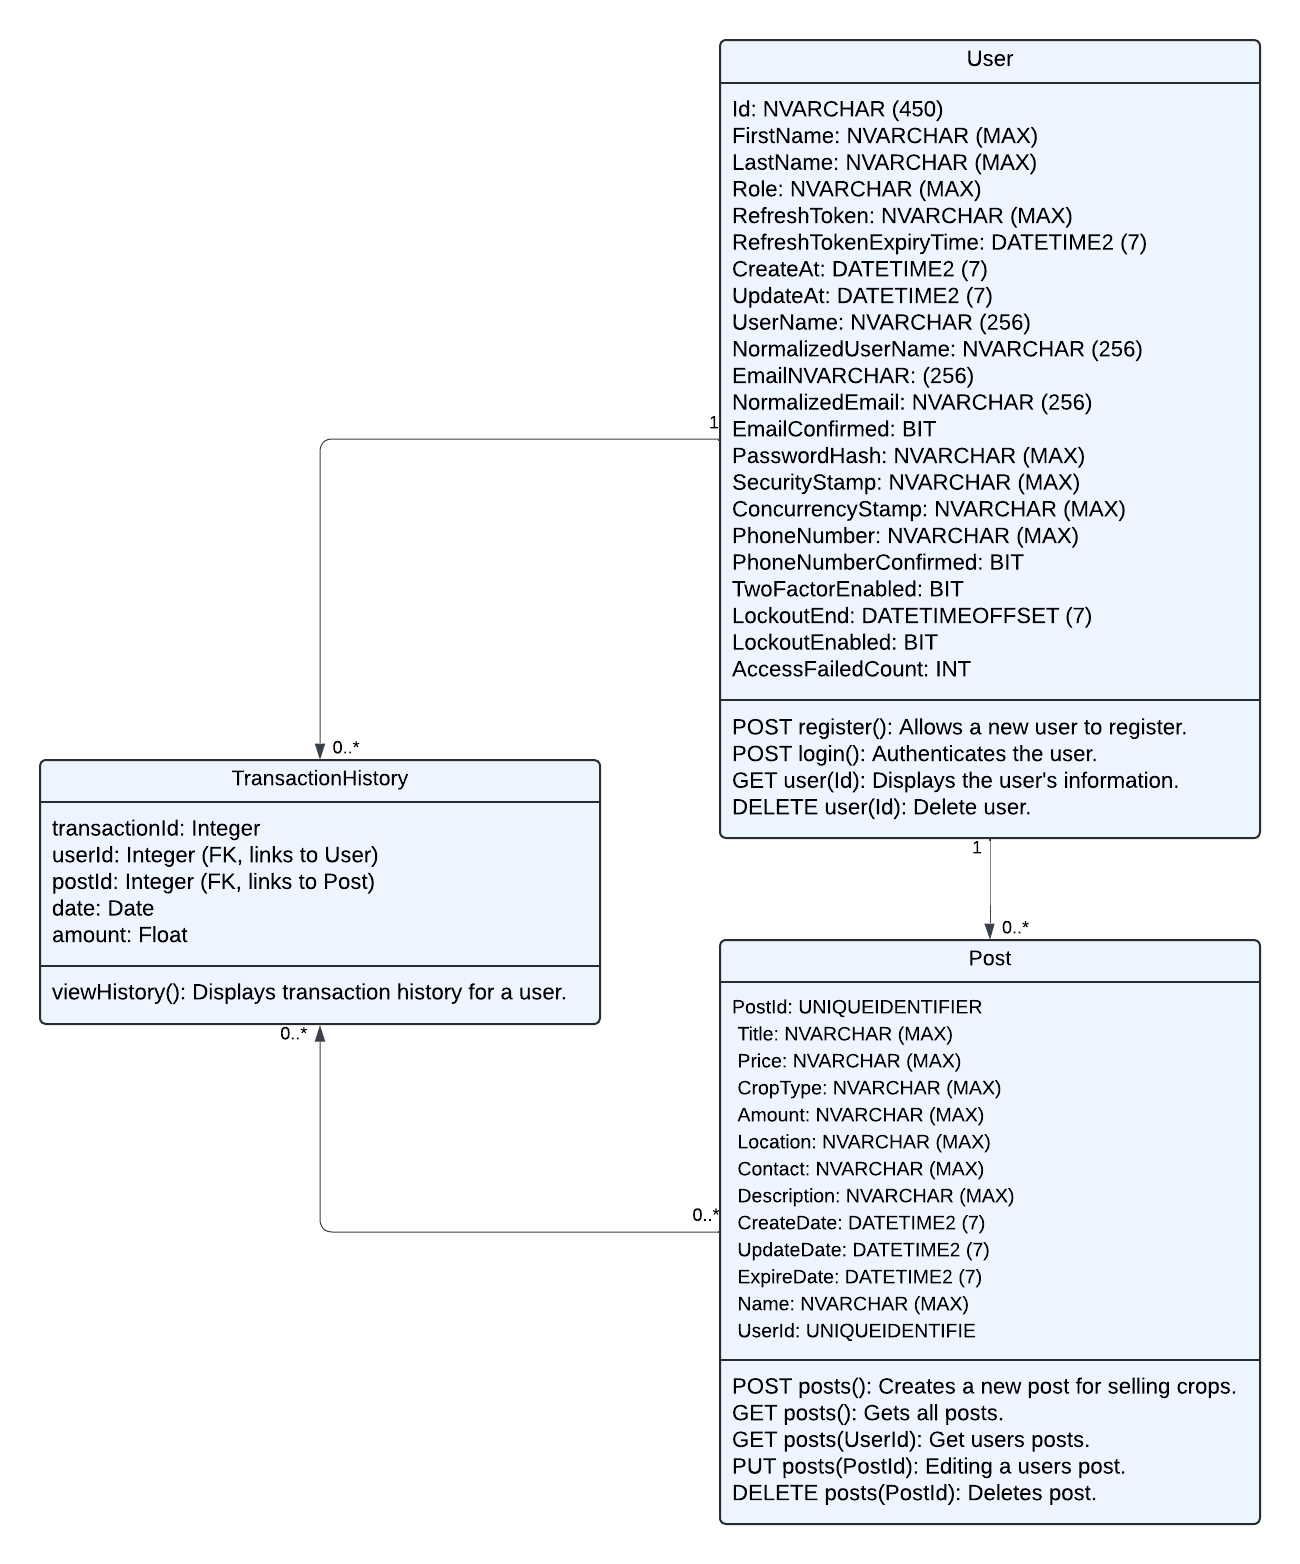 User
Id: NVARCHAR (450)
FirstName: NVARCHAR (MAX)
LastName: NVARCHAR (MAX)
Role: NVARCHAR (MAX)
RefreshToken: NVARCHAR (MAX)
RefreshTokenExpiryTime: DATETIME2 (7)
CreateAt: DATETIME2 (7)
UpdateAt: DATETIME2 (7)
UserName: NVARCHAR (256)
NormalizedUserName: NVARCHAR (256)
EmailNVARCHAR: (256)
NormalizedEmail: NVARCHAR (256)
EmailConfirmed: BIT
PasswordHash: NVARCHAR (MAX)
SecurityStamp: NVARCHAR (MAX)
ConcurrencyStamp: NVARCHAR (MAX)
PhoneNumber: NVARCHAR (MAX)
PhoneNumberConfirmed: BIT
TwoFactorEnabled: BIT
LockoutEnd: DATETIMEOFFSET (7)
LockoutEnabled: BIT
AccessFailedCount: INT
POST register(): Allows a new user to register.
POST login(): Authenticates the user.
GET user(Id): Displays the user's information.
DELETE user(Id): Delete user.
1
0..*
TransactionHistory
transactionId: Integer
userId: Integer (FK, links to User)
postId: Integer (FK, links to Post)
date: Date
amount: Float
viewHistory(): Displays transaction history for a user.
0..*
0..*
1
0..*
Post
PostId: UNIQUEIDENTIFIER
Title: NVARCHAR (MAX)
Price: NVARCHAR (MAX)
CropType: NVARCHAR (MAX)
Amount: NVARCHAR (MAX)
Location: NVARCHAR (MAX)
Contact: NVARCHAR (MAX)
Description: NVARCHAR (MAX)
CreateDate: DATETIME2 (7)
UpdateDate: DATETIME2 (7)
ExpireDate: DATETIME2 (7)
Name: NVARCHAR (MAX)
UserId: UNIQUEIDENTIFIE
POST posts(): Creates a new post for selling crops.
GET posts(): Gets all posts.
GET posts(UserId): Get users posts.
PUT posts(PostId): Editing a users post.
DELETE posts(PostId): Deletes post.